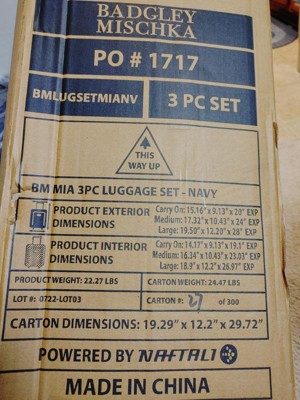 BADGLEY
MISCHKA
PO # 1717
BMLUGSETMIANV
3 PC SET
THIS
WAY UP
BM MIA 3PC LUGGAGE SET - NAVY
PRODUCT EXTERIOR
DIMENSIONS
Carry On: 15.16" x 9.13" x 20" EXP
Medium: 17.32" x 10.43" x 24" EXP
Large: 19.50" x 12.20" x 28" EXP
PRODUCT INTERIOR
DIMENSIONS
Carry On: 14.17" x 9.13" x 19.1" EXP
Medium: 16.34" x 10.43" x 23.03" EXP
Large: 18.9" x 12.2" x 26.97" EXP
PRODUCT WEIGHT: 22.27 LBS
CARTON WEIGHT: 24.47 LBS
LOT #: 0722-LOT03
CARTON #: 27 of 300
CARTON DIMENSIONS: 19.29" x 12.2" x 29.72"
POWERED BY NAFTALI
MADE IN CHINA